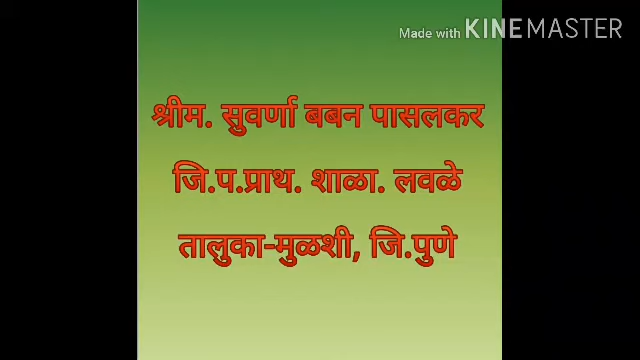 Made with KINEMASTER
श्रीम. सुवर्णा बबन पासलकर
जि.प.प्राथ. शाळा. लवळे
तालुका-मुळशी, जि.पुणे